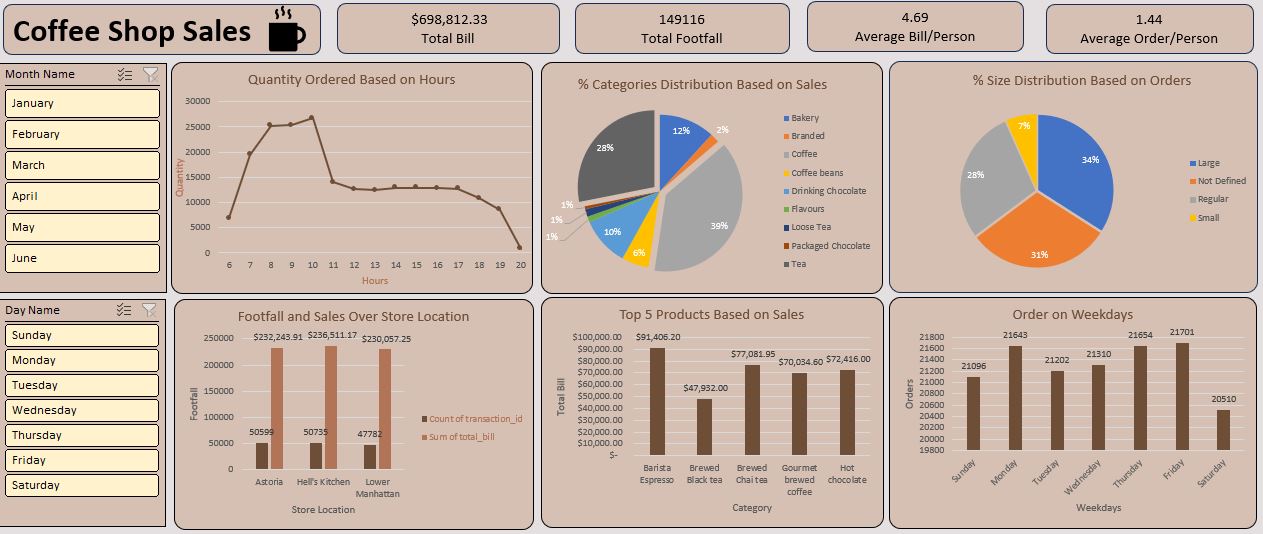 Coffee Shop Sales
$698,812.33
Total Bill
149116
Total Footfall
4.69
Average Bill/Person
1.44
Average Order/Person
Month Name
January
February
March
April
May
June
Day Name
Sunday
Monday
Tuesday
Wednesday
Thursday
Friday
Saturday
Quantity Ordered Based on Hours
Quantity
30000
25000
20000
15000
10000
5000
0
6 7 8 9 10 11 12 13 14 15 16 17 18 19 20
Hours
% Categories Distribution Based on Sales
12%
2%
39%
6%
10%
1%
1%
1%
28%
Bakery
Branded
Coffee
Coffee beans
Drinking Chocolate
Flavours
Loose Tea
Packaged Chocolate
Tea
% Size Distribution Based on Orders
34%
31%
28%
7%
Large
Not Defined
Regular
Small
Footfall and Sales Over Store Location
Footfall
250000
200000
150000
100000
50000
0
$232,243.91 $236,511.17 $230,057.25
50599 50735 47782
Astoria Hell's Kitchen Lower
Manhattan
Store Location
Count of transaction_id
Sum of total_bill
Top 5 Products Based on Sales
Total Bill
$100,000.00
$90,000.00
$80,000.00
$70,000.00
$60,000.00
$50,000.00
$40,000.00
$30,000.00
$20,000.00
$10,000.00
$-
$91,406.20
$47,932.00
$77,081.95
$70,034.60
$72,416.00
Barista
Espresso
Brewed
Black tea
Brewed
Chai tea
Gourmet
brewed
coffee
Hot
chocolate
Category
Order on Weekdays
Orders
21800
21600
21400
21200
21000
20800
20600
20400
20200
20000
19800
21096
21643
21202
21310
21654
21701
20510
Sunday
Monday
Tuesday
Wednesday
Thursday
Friday
Saturday
Weekdays